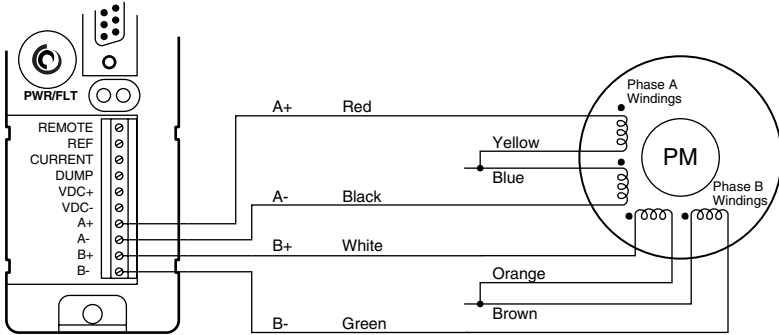 PWR/FLT
REMOTE
REF
CURRENT
DUMP
VDC+
VDC-
A+
A-
B+
B-
A+ Red
Yellow
Blue
A- Black
B+ White
Orange
Brown
B- Green
Phase A
Windings
PM
Phase B
Windings